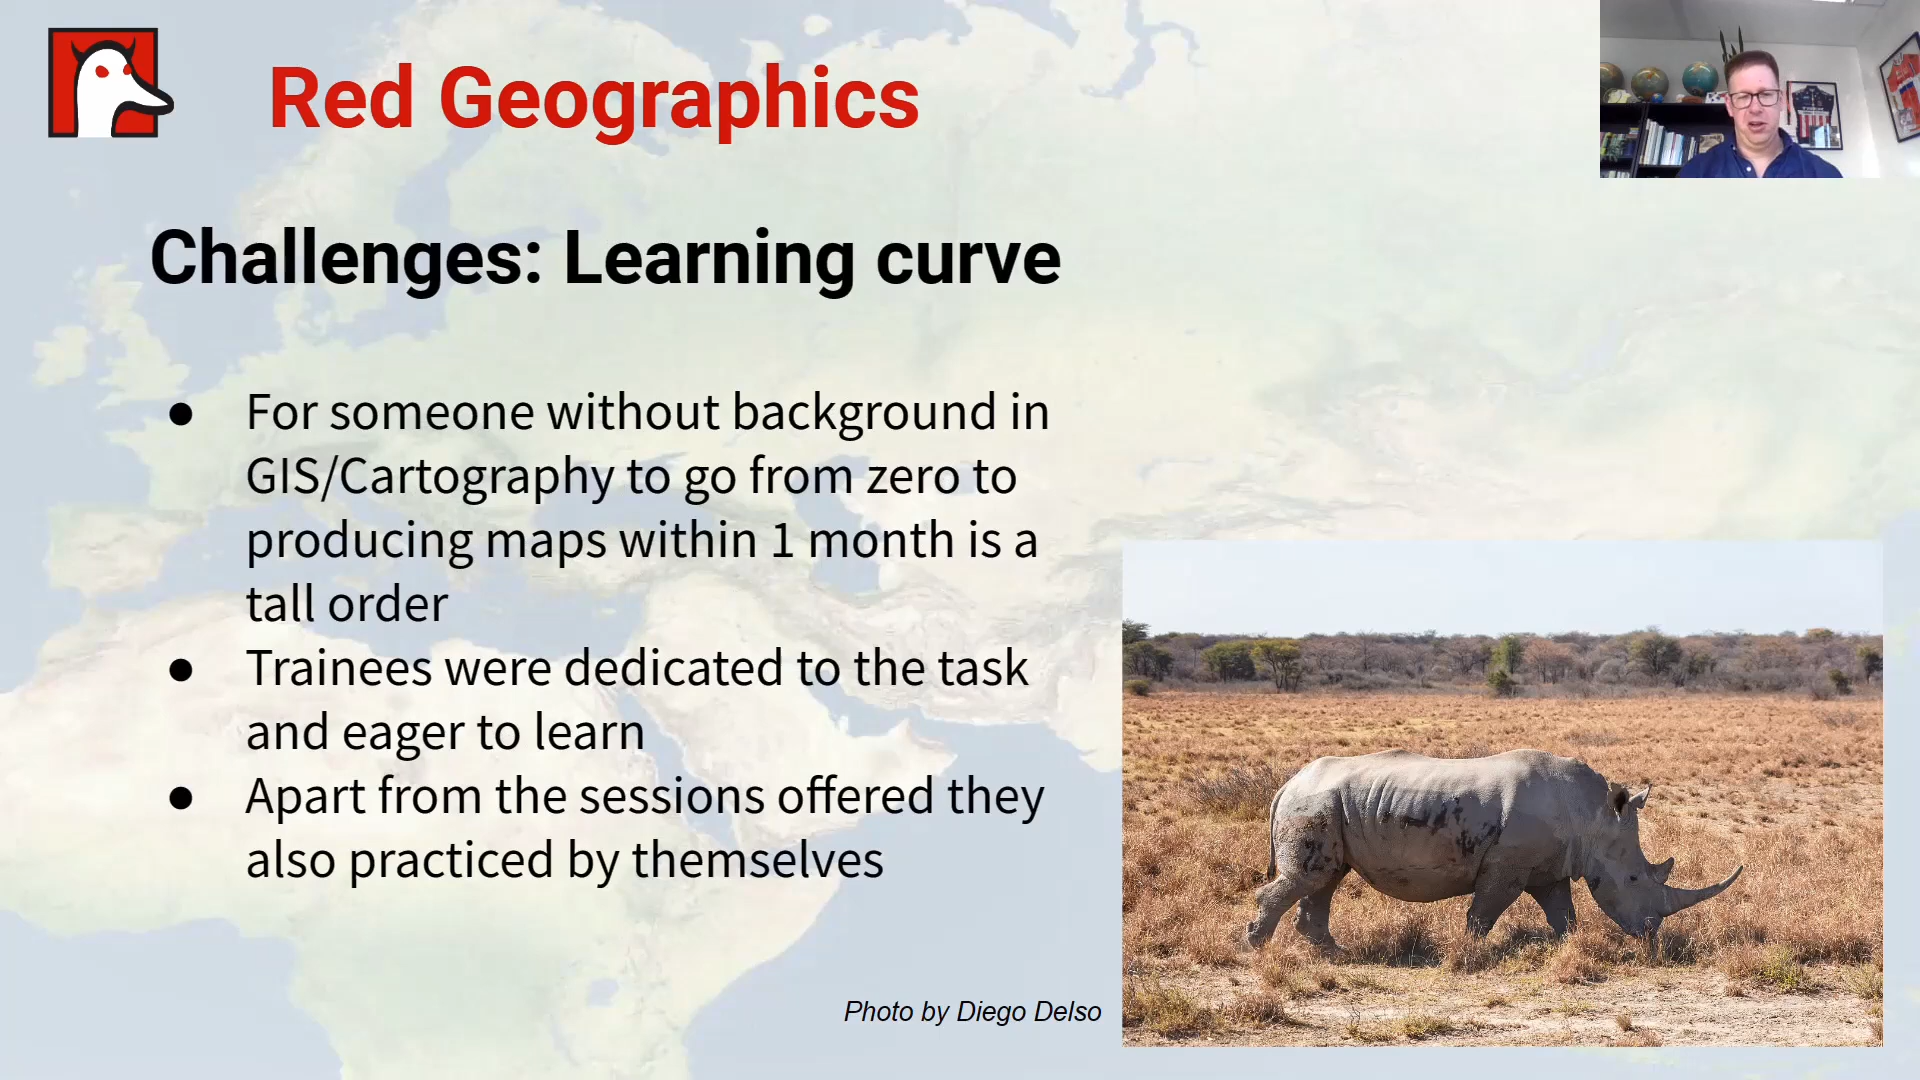 Red Geographics
Challenges: Learning curve
● For someone without background in
GIS/Cartography to go from zero to
producing maps within 1 month is a
tall order
● Trainees were dedicated to the task
and eager to learn
● Apart from the sessions offered they
also practiced by themselves
Photo by Diego Delso